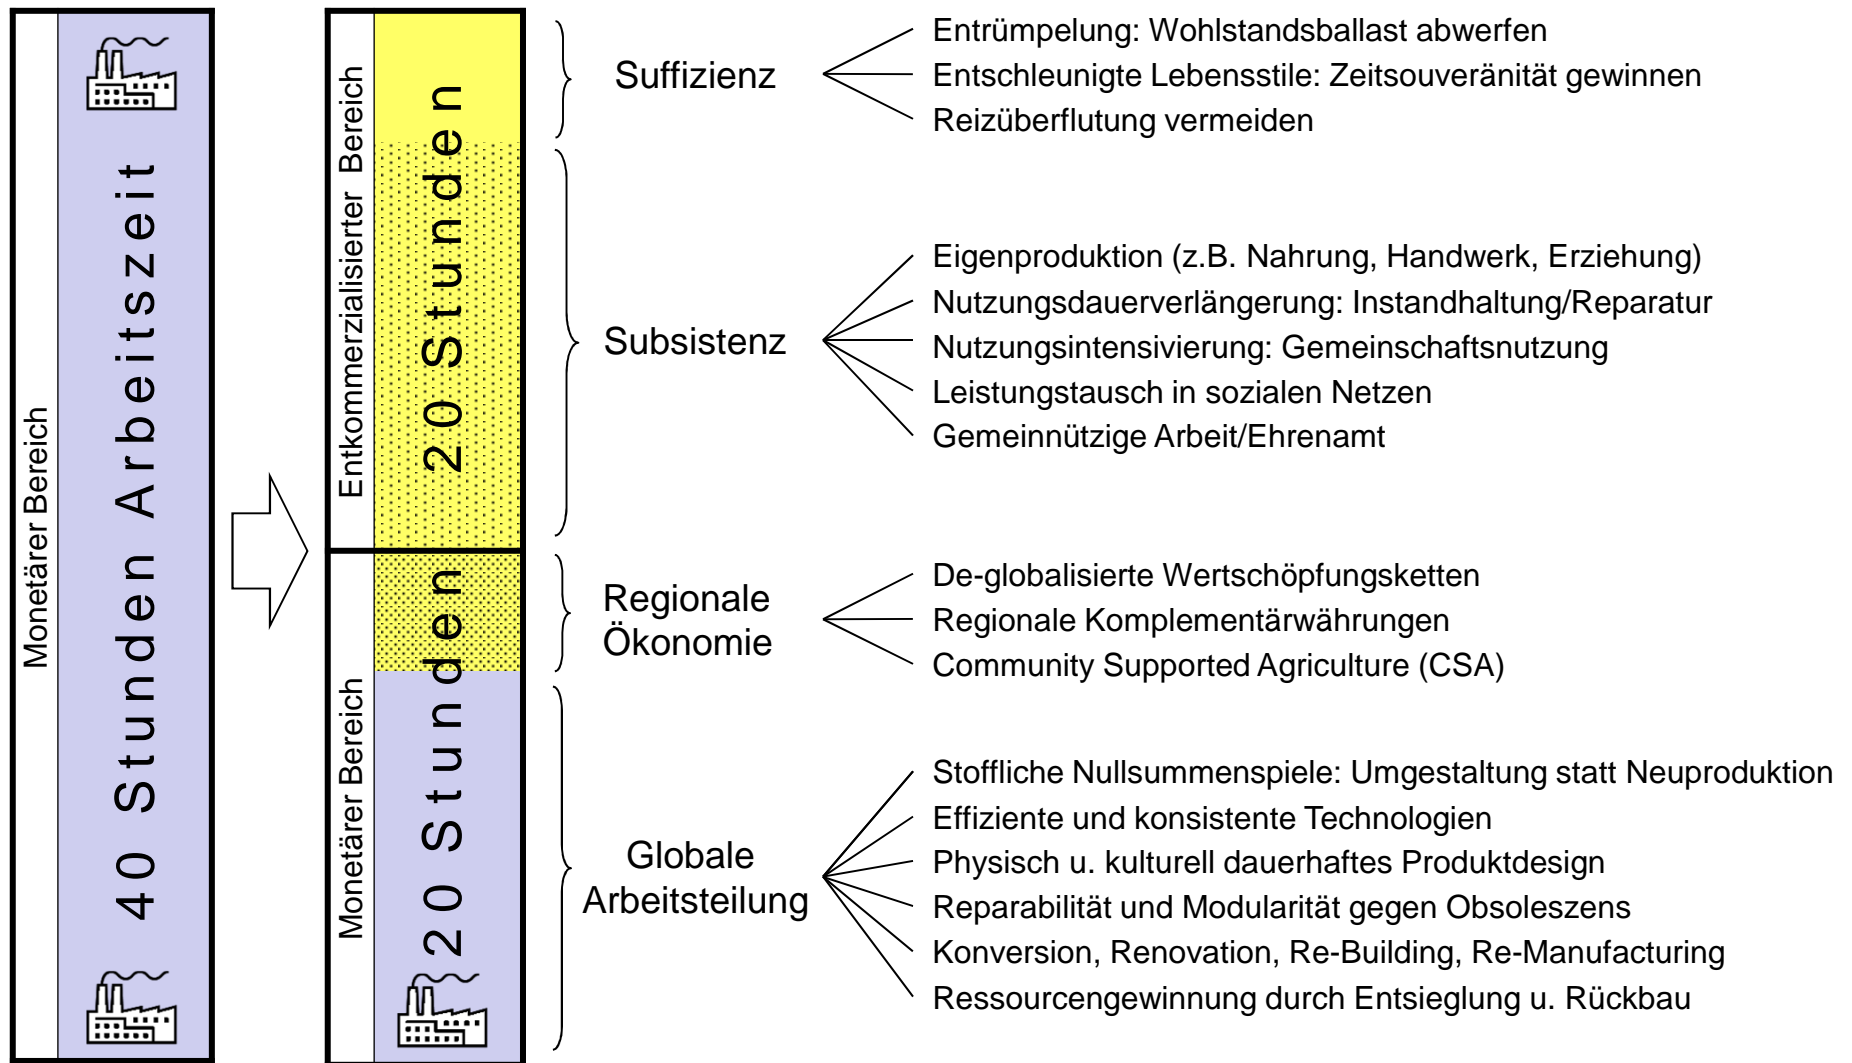 Monetärer Bereich
40 Stunden Arbeitszeit
Entkommerzialisierter Bereich
20 Stunden
Monetärer Bereich
20 Stunden
Suffizienz
Entrümpelung: Wohlstandsballast abwerfen
Entschleunigte Lebensstile: Zeitsouveränität gewinnen
Reizüberflutung vermeiden
Subsistenz
Eigenproduktion (z.B. Nahrung, Handwerk, Erziehung)
Nutzungsdauerverlängerung: Instandhaltung/Reparatur
Nutzungsintensivierung: Gemeinschaftsnutzung
Leistungstausch in sozialen Netzen
Gemeinnützige Arbeit/Ehrenamt
Regionale
Ökonomie
De-globalisierte Wertschöpfungsketten
Regionale Komplementärwährungen
Community Supported Agriculture (CSA)
Globale
Arbeitsteilung
Stoffliche Nullsummenspiele: Umgestaltung statt Neuproduktion
Effiziente und konsistente Technologien
Physisch u. kulturell dauerhaftes Produktdesign
Reparabilität und Modularität gegen Obsoleszens
Konversion, Renovation, Re-Building, Re-Manufacturing
Ressourcengewinnung durch Entsieglung u. Rückbau